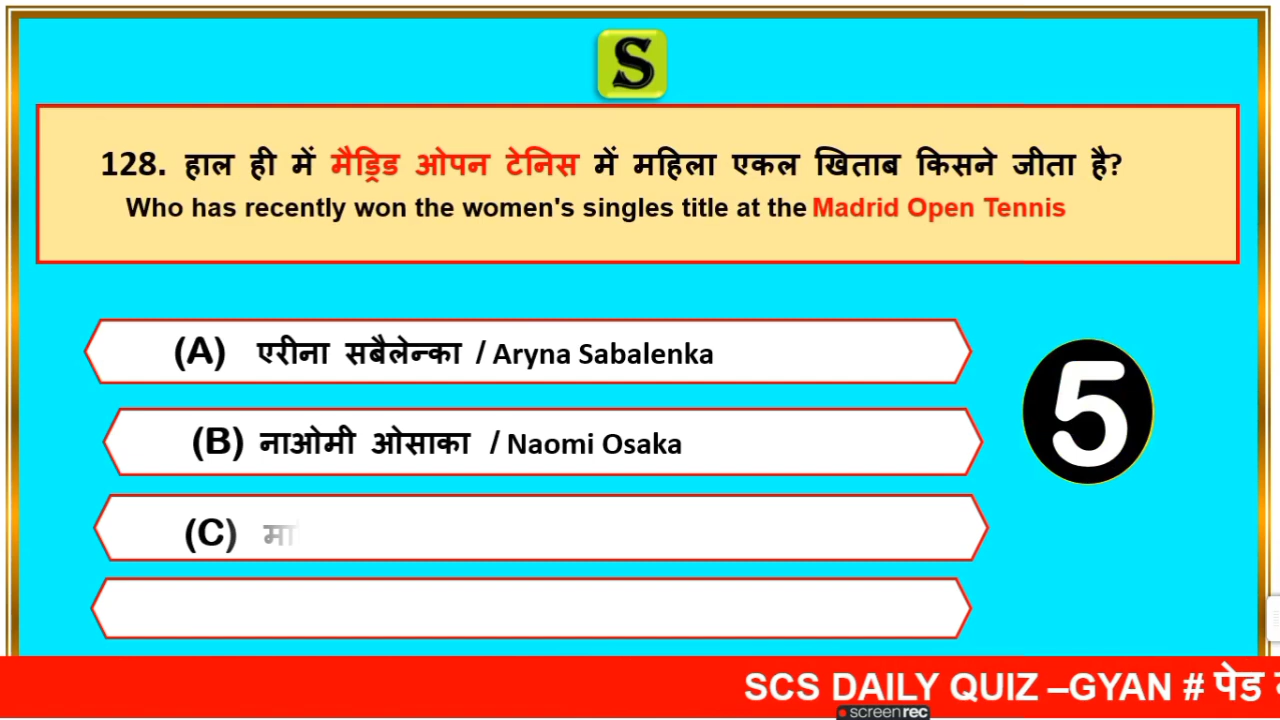 S
128. हाल ही में मैड्रिड ओपन टेनिस में महिला एकल खिताब किसने जीता है?
Who has recently won the women's singles title at the Madrid Open Tennis
(A) एरीना सबैलेन्का / Aryna Sabalenka
5
(B) नाओमी ओसाका / Naomi Osaka
(C)
SCS DAILY QUIZ –GYAN # पेड
screenrec